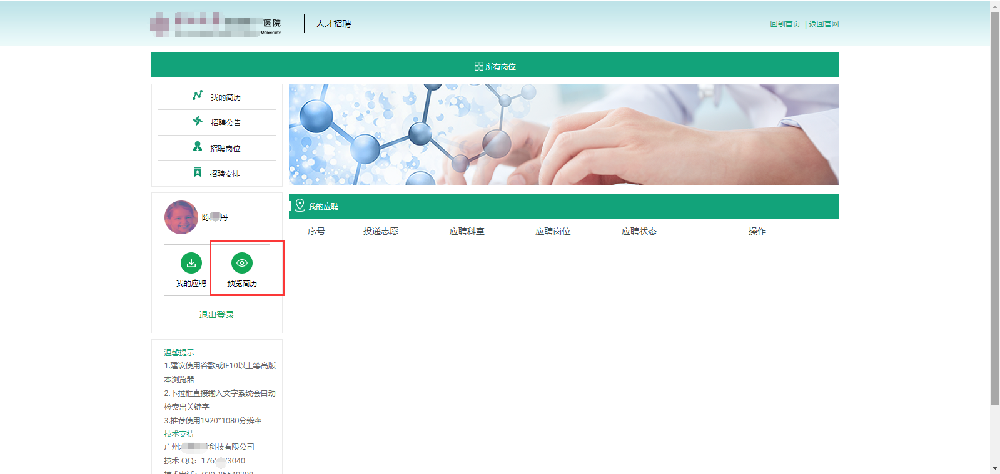 医院
University
人才招聘
回到首页 | 返回官网
所有岗位
我的简历
招聘公告
招聘岗位
招聘安排
陈 丹
我的应聘
预览简历
退出登录
我的应聘
序号 投递志愿 应聘科室 应聘岗位 应聘状态 操作
温馨提示
1.建议使用谷歌或IE10以上等高版
本浏览器
2.下拉框直接输入文字系统会自动
检索出关键字
3.推荐使用1920*1080分辨率
技术支持
广州 科技有限公司
技术 QQ：1765 73040